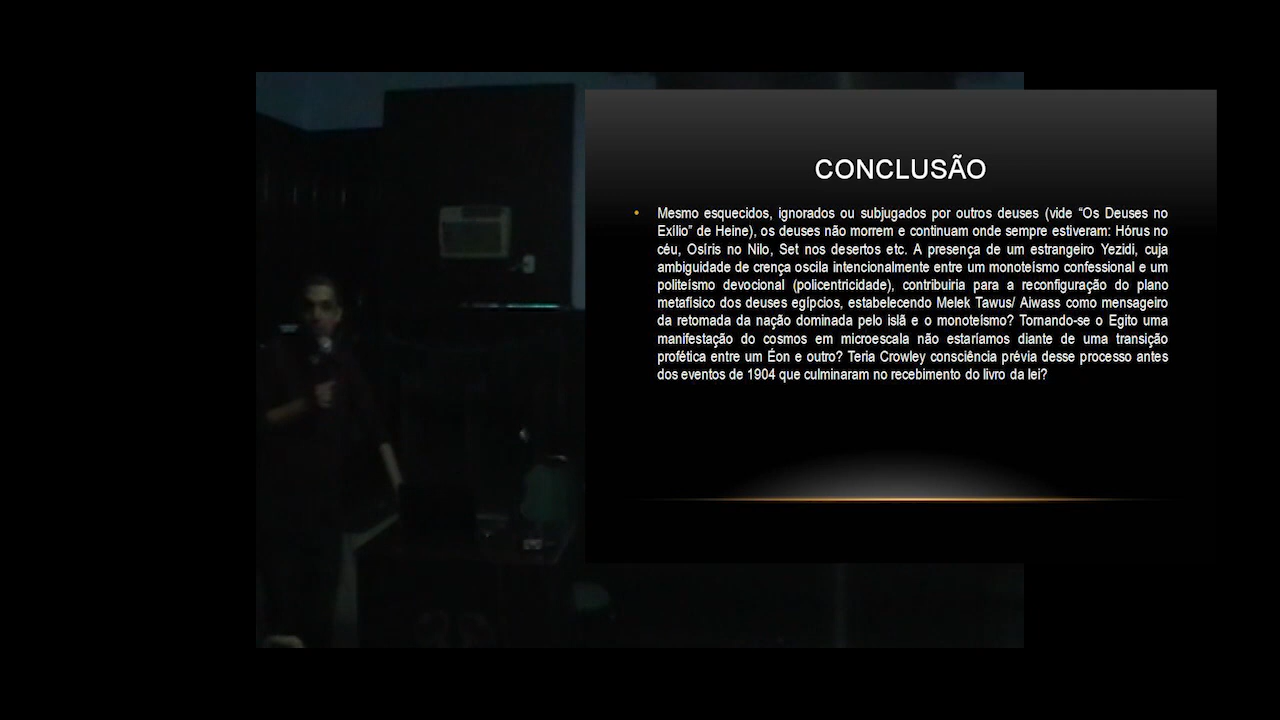 CONCLUSÃO
• Mesmo esquecidos, ignorados ou subjugados por outros deuses (vide “Os Deuses no
Exílio” de Heine), os deuses não morrem e continuam onde sempre estiveram: Hórus no
céu, Osíris no Nilo, Set nos desertos etc. A presença de um estrangeiro Yezidi, cuja
ambiguidade de crença oscila intencionalmente entre um monoteísmo confessional e um
politeísmo devocional (policentricidade), contribuiria para a reconfiguração do plano
metafísico dos deuses egípcios, estabelecendo Melek Tawus/ Aiwass como mensageiro
da retomada da nação dominada pelo islã e o monoteísmo? Tornando-se o Egito uma
manifestação do cosmos em microescala não estaríamos diante de uma transição
profética entre um Éon e outro? Teria Crowley consciência prévia desse processo antes
dos eventos de 1904 que culminaram no recebimento do livro da lei?